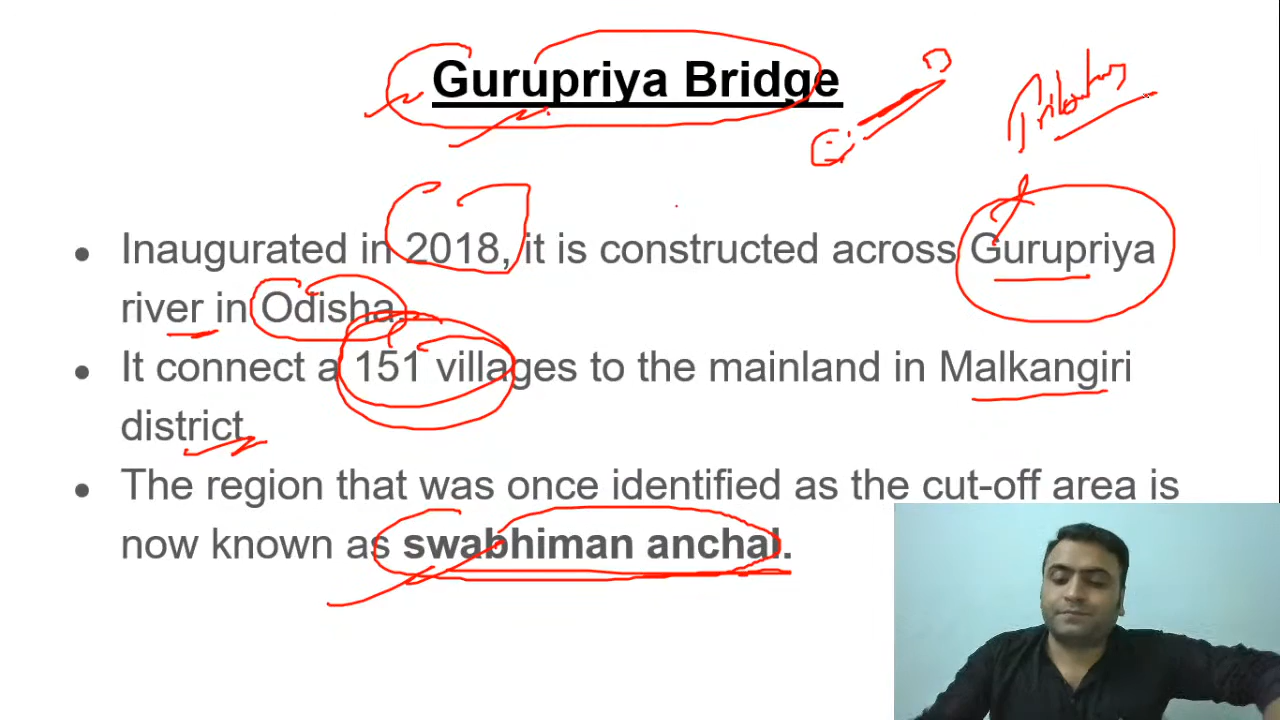 Gurupriya Bridge
Inaugurated in 2018, it is constructed across Gurupriya
river in Odisha.
It connect a 151 villages to the mainland in Malkangiri
district.
The region that was once identified as the cut-off area is
now known as swabhiman anchal.